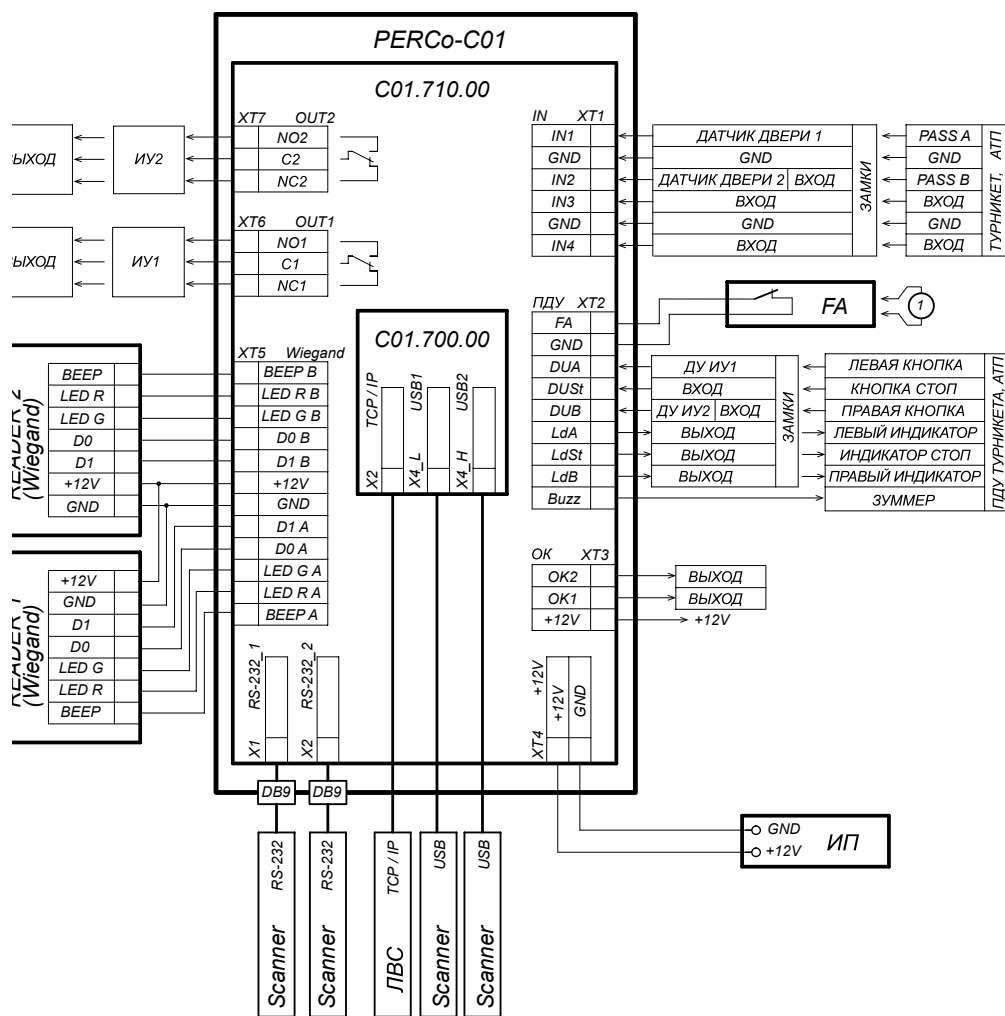 PERCo-C01
C01.710.00
XT7 OUT2
NO2
C2
NC2
ИУ2
XT6 OUT1
NO1
C1
NC1
ИУ1
IN XT1
IN1
GND
IN2
IN3
GND
IN4
ДАТЧИК ДВЕРИ 1
GND
ДАТЧИК ДВЕРИ 2 ВХОД
ВХОД
GND
ВХОД
ЗАМКИ
PASS A
GND
PASS B
ВХОД
GND
ВХОД
ТУРНИКЕТ, АТП
FA
1
ПДУ XT2
FA
GND
DUA
DUSt
DUB
LdA
LdSt
LdB
Buzz
ДУ ИУ1
ВХОД
ДУ ИУ2 ВХОД
ВЫХОД
ВЫХОД
ВЫХОД
ЗАМКИ
ЛЕВАЯ КНОПКА
КНОПКА СТОП
ПРАВАЯ КНОПКА
ЛЕВЫЙ ИНДИКАТОР
ИНДИКАТОР СТОП
ПРАВЫЙ ИНДИКАТОР
ЗУММЕР
ПДУ ТУРНИКЕТА, АТП
C01.700.00
X2 TCP / IP
X4_L USB1
X4_H USB2
XT5 Wiegand
BEEP B
LED R B
LED G B
D0 B
D1 B
+12V
GND
D1 A
D0 A
LED G A
LED R A
BEEP A
(Wiegand)
BEEP
LED R
LED G
D0
D1
+12V
GND
(Wiegand)
+12V
GND
D1
D0
LED G
LED R
BEEP
OК XT3
OK2
OK1
+12V
ВЫХОД
ВЫХОД
+12V
X1 RS-232_1
X2 RS-232_2
XT4 +12V
+12V
GND
DB9
DB9
Scanner RS-232
Scanner RS-232
ЛВС TCP / IP
Scanner USB
Scanner USB
GND
+12V
ИП